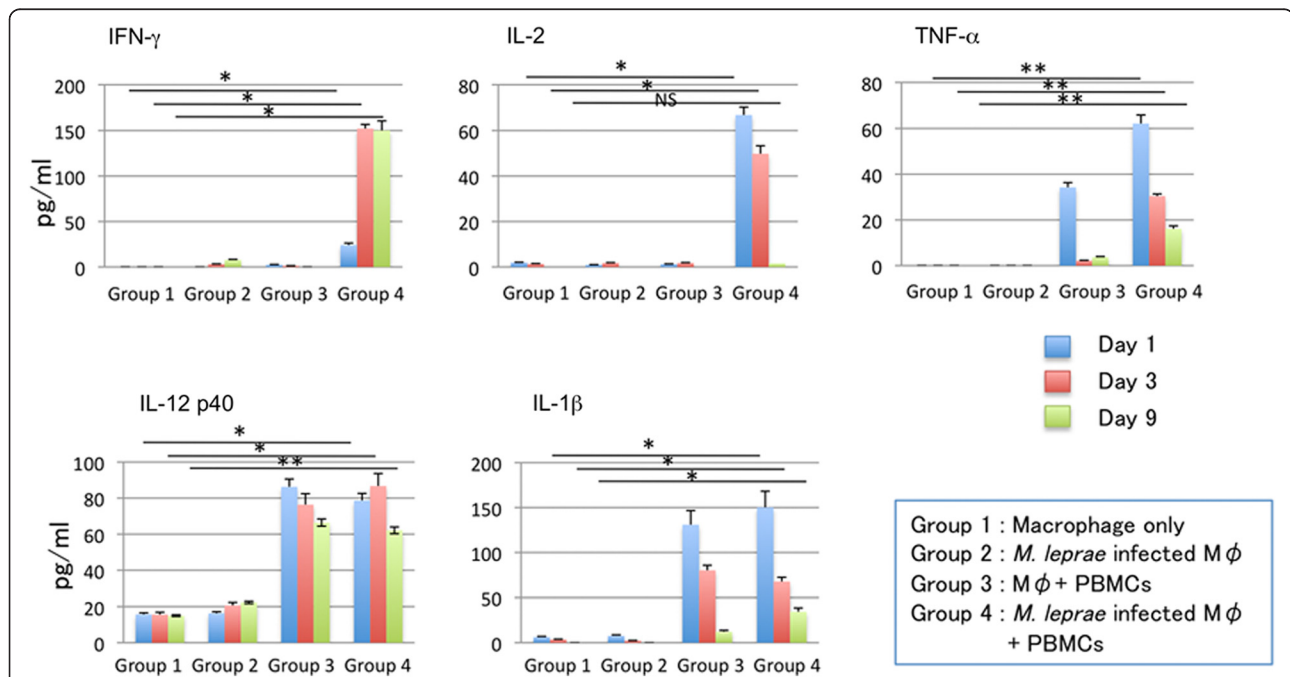 IFN-γ
*
*
*
200
150
100
50
0
pg/ml
Group 1 Group 2 Group 3 Group 4
IL-2
*
*
NS
80
60
40
20
0
Group 1 Group 2 Group 3 Group 4
TNF-α
**
**
**
80
60
40
20
0
Group 1 Group 2 Group 3 Group 4
Day 1
Day 3
Day 9
IL-12 p40
*
*
**
100
80
60
40
20
0
pg/ml
Group 1 Group 2 Group 3 Group 4
IL-1β
*
*
*
200
150
100
50
0
Group 1 Group 2 Group 3 Group 4
Group 1 : Macrophage only
Group 2 : M. leprae infected Mφ
Group 3 : Mφ + PBMCs
Group 4 : M. leprae infected Mφ
+ PBMCs